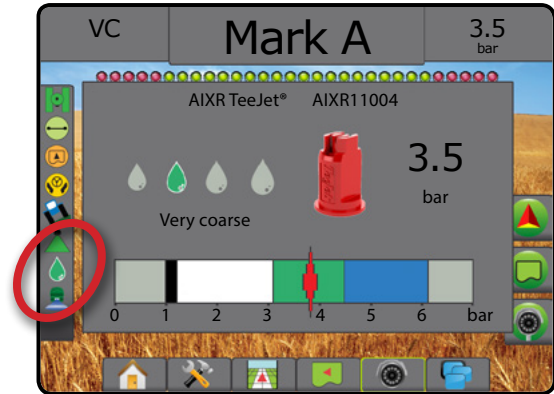 VC Mark A 3.5
bar
AIXR TeeJet® AIXR11004
3.5
bar
Very coarse
0 1 2 3 4 5 6 bar